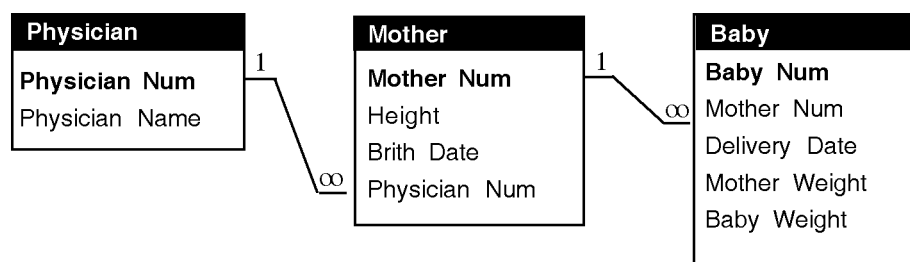 Physician
Physician Num
Physician Name
1
∞
Mother
Mother Num
Height
Brith Date
Physician Num
1
∞
Baby
Baby Num
Mother Num
Delivery Date
Mother Weight
Baby Weight